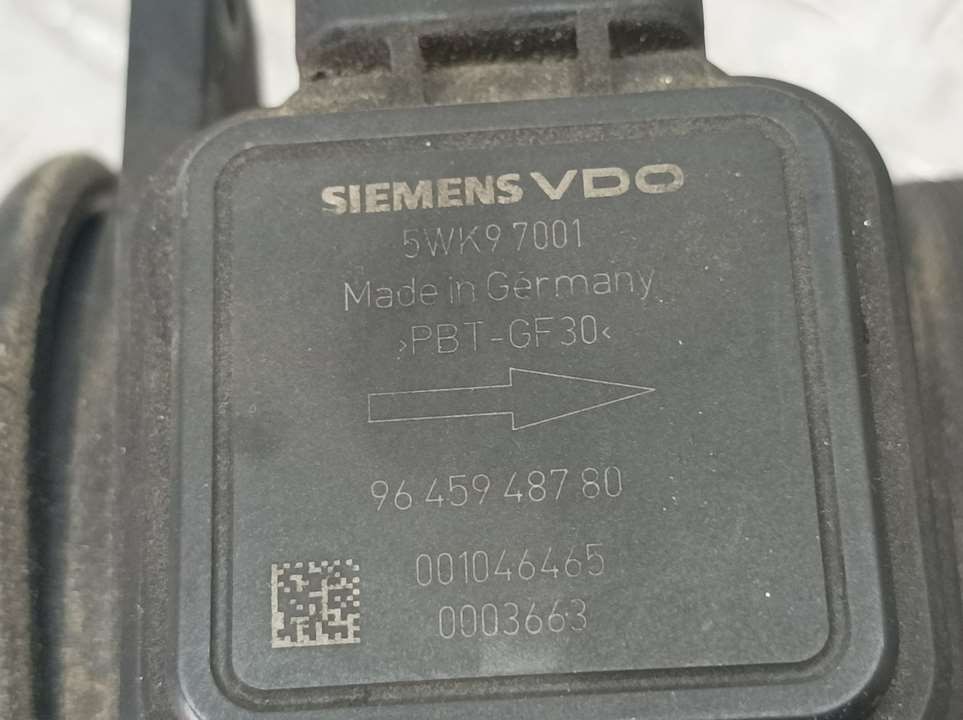 SIEMENS VDO
5WK9 7001
Made in Germany
>PBT-GF30<
96 459 487 80
001046465
0003663